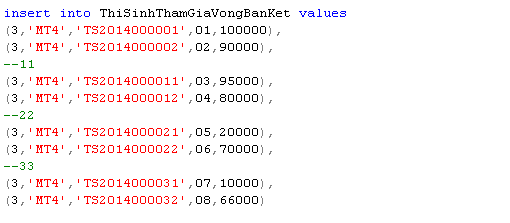 insert into ThiSinhThamGiaVongBanKet values
(3,'MT4','TS2014000001',01,100000),
(3,'MT4','TS2014000002',02,90000),
--11
(3,'MT4','TS2014000011',03,95000),
(3,'MT4','TS2014000012',04,80000),
--22
(3,'MT4','TS2014000021',05,20000),
(3,'MT4','TS2014000022',06,70000),
--33
(3,'MT4','TS2014000031',07,10000),
(3,'MT4','TS2014000032',08,66000)